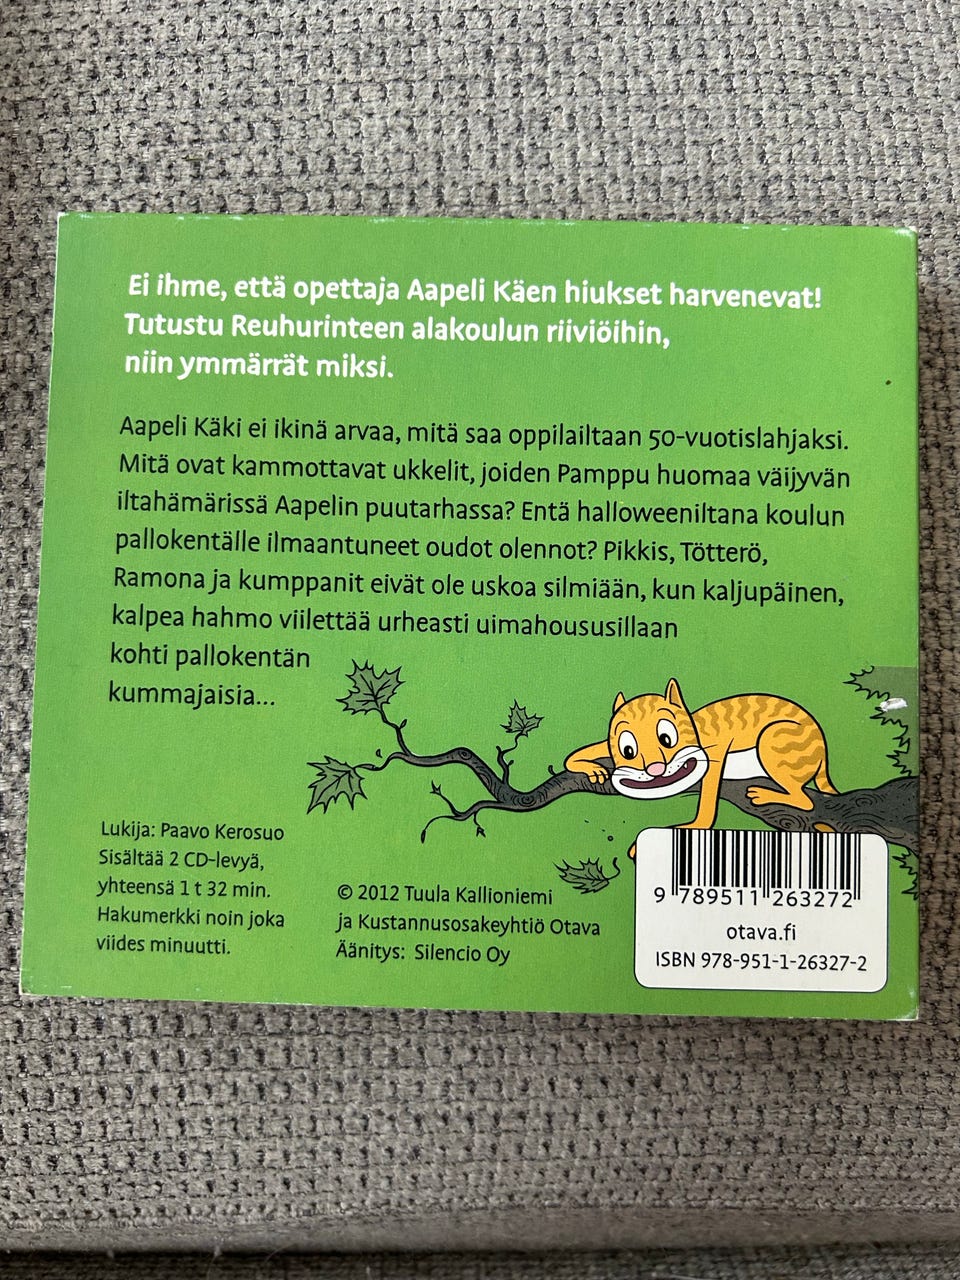 Ei ihme, että opettaja Aapeli Käen hiukset harvenevat!
Tutustu Reuhurinteen alakoulun riiviöihin,
niin ymmärrät miksi.
Aapeli Käki ei ikinä arvaa, mitä saa oppilailtaan 50-vuotislahjaksi.
Mitä ovat kammottavat ukkelit, joiden Pamppu huomaa väijyvän
iltahämärissä Aapelin puutarhassa? Entä halloweeniltana koulun
pallokentälle ilmaantuneet oudot olennot? Pikkis, Tötterö,
Ramona ja kumppanit eivät ole uskoa silmiään, kun kaljupäinen,
kalpea hahmo viilettää urheasti uimahousuillaan
kohti pallokentän
kummajaisia...
Lukija: Paavo Kerosuo
Sisältää 2 CD-levyä,
yhteensä 1 t 32 min.
Hakumerkki noin joka
viides minuutti.
© 2012 Tuula Kallioniemi
ja Kustannusosakeyhtiö Otava
Äänitys: Silencio Oy
9 789511 263272
otava.fi
ISBN 978-951-1-26327-2